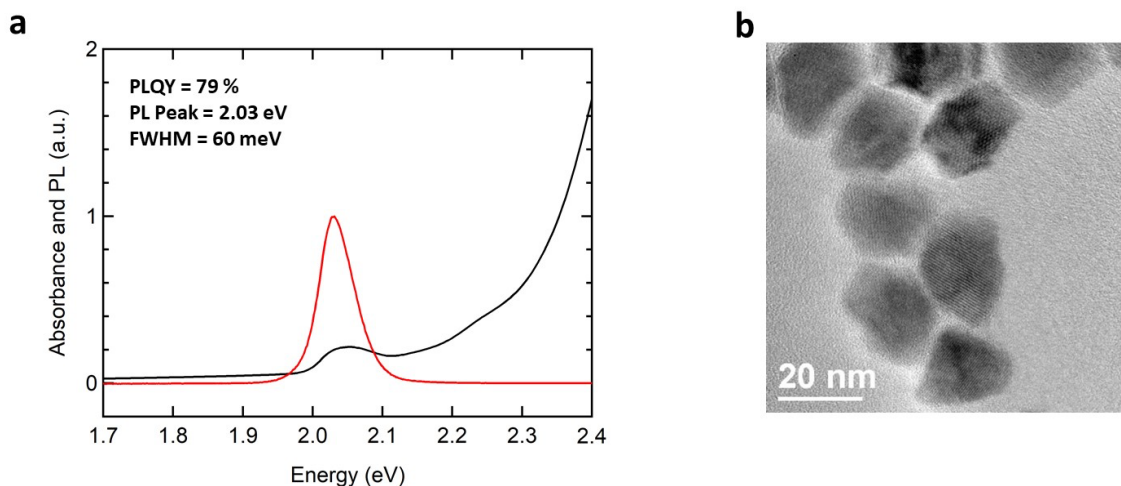 a
2
PLQY = 79 %
PL Peak = 2.03 eV
FWHM = 60 meV
1
0
Absorbance and PL (a.u.)
1.7 1.8 1.9 2.0 2.1 2.2 2.3 2.4
Energy (eV)
b
20 nm